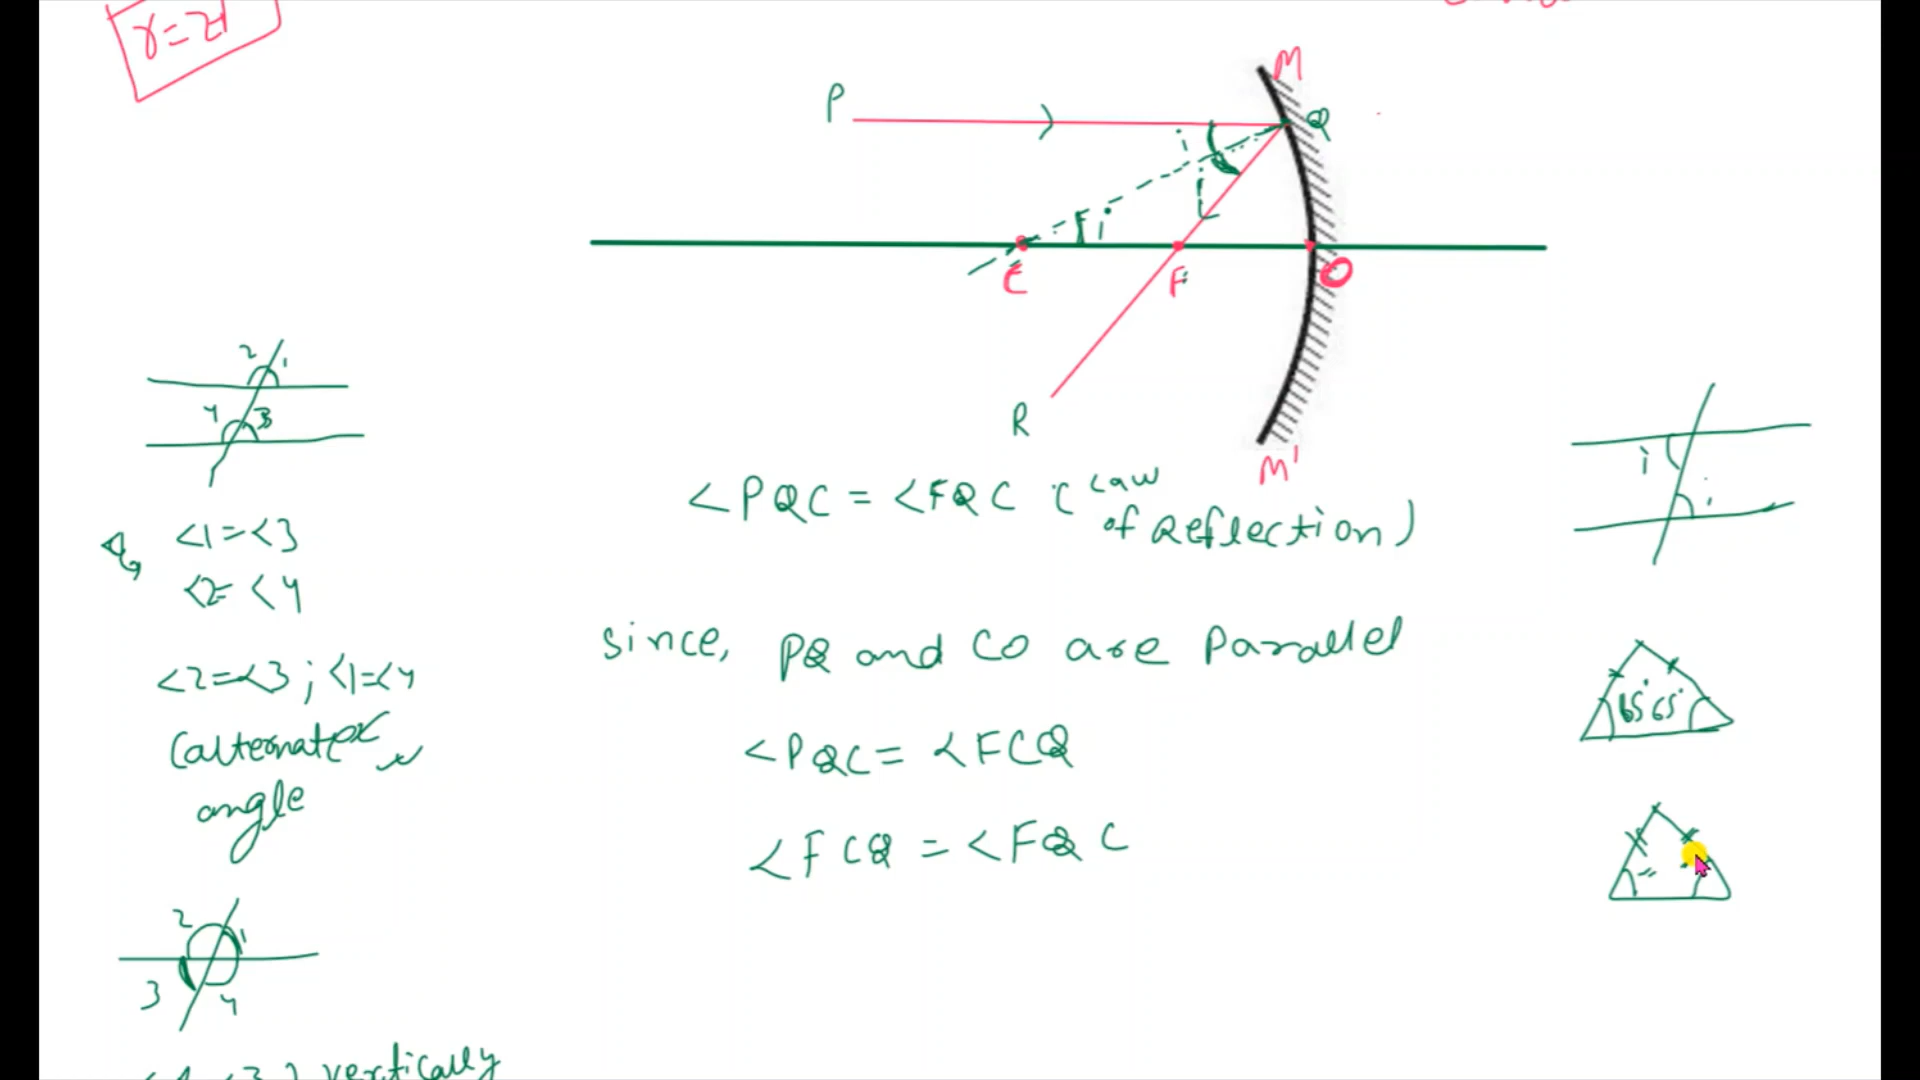 r=2f
M
P
Q
i
i
i
C
F
O
R
M'
2 1
4 3
<1=<3
<2=<4
<2=<3; <1=<4
(alternate
angle
2 1
3 4
vertically
<PQC = <FQC (Law
of Reflection)
since, PQ and CO are Parallel
<PQC = <FCQ
<FCQ = <FQC
i
i
65° 65°